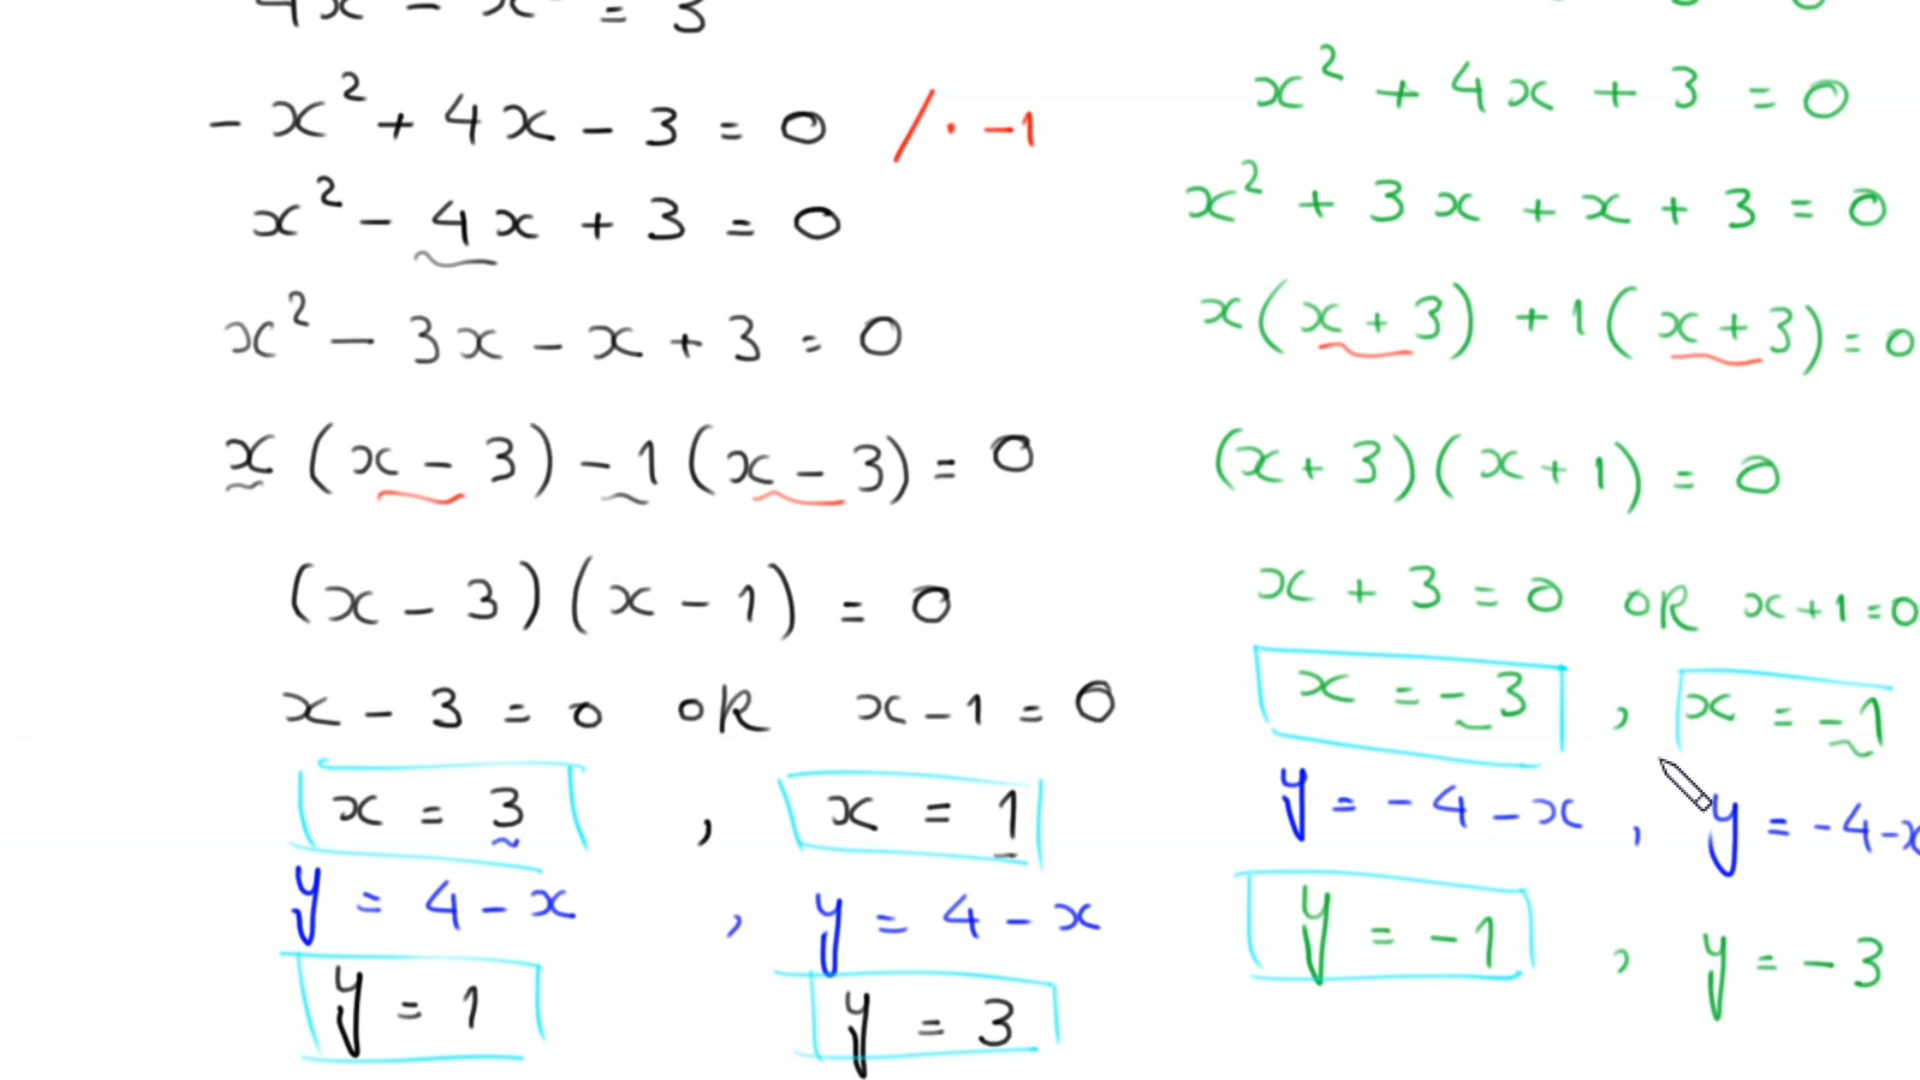 4x - x² = 3
-x² + 4x - 3 = 0 / · -1
x² - 4x + 3 = 0
x² - 3x - x + 3 = 0
x(x - 3) - 1(x - 3) = 0
(x - 3)(x - 1) = 0
x - 3 = 0 OR x - 1 = 0
x = 3 , x = 1
y = 4 - x , y = 4 - x
y = 1 y = 3
x² + 4x + 3 = 0
x² + 3x + x + 3 = 0
x(x + 3) + 1(x + 3) = 0
(x + 3)(x + 1) = 0
x + 3 = 0 OR x + 1 = 0
x = -3 , x = -1
y = -4 - x , y = -4 - x
y = -1 , y = -3